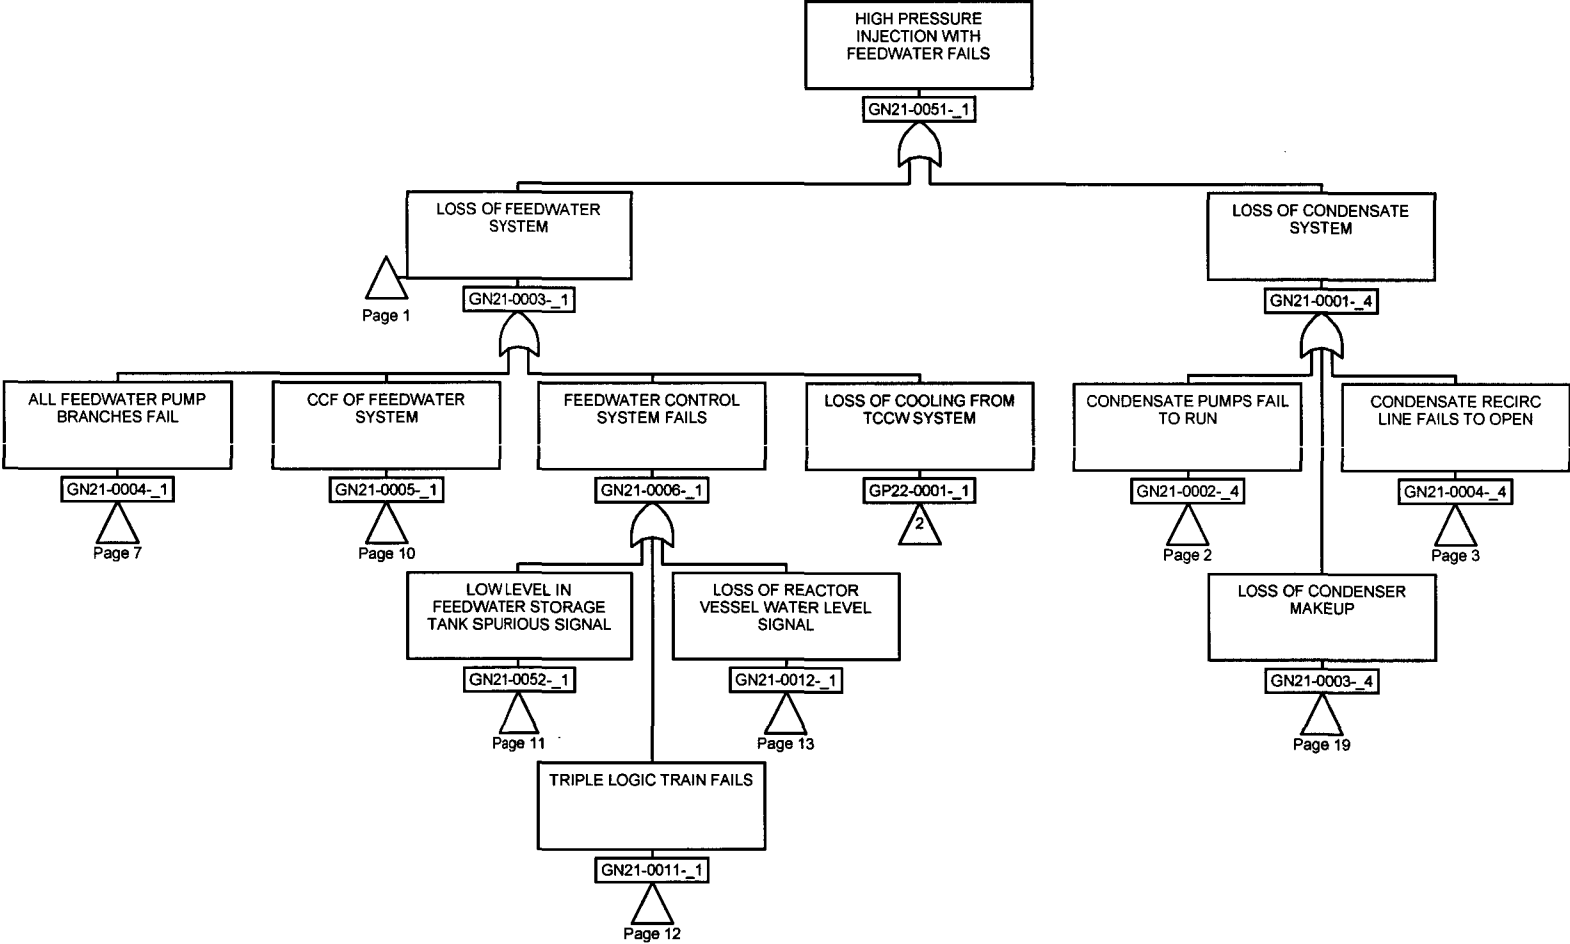 HIGH PRESSURE
INJECTION WITH
FEEDWATER FAILS
GN21-0051-_1
LOSS OF FEEDWATER
SYSTEM
Page 1
GN21-0003-_1
LOSS OF CONDENSATE
SYSTEM
GN21-0001-_4
ALL FEEDWATER PUMP
BRANCHES FAIL
GN21-0004-_1
Page 7
CCF OF FEEDWATER
SYSTEM
GN21-0005-_1
Page 10
FEEDWATER CONTROL
SYSTEM FAILS
GN21-0006-_1
LOSS OF COOLING FROM
TCCW SYSTEM
GP22-0001-_1
2
CONDENSATE PUMPS FAIL
TO RUN
GN21-0002-_4
Page 2
CONDENSATE RECIRC
LINE FAILS TO OPEN
GN21-0004-_4
Page 3
LOW LEVEL IN
FEEDWATER STORAGE
TANK SPURIOUS SIGNAL
GN21-0052-_1
Page 11
LOSS OF REACTOR
VESSEL WATER LEVEL
SIGNAL
GN21-0012-_1
Page 13
LOSS OF CONDENSER
MAKEUP
GN21-0003-_4
Page 19
TRIPLE LOGIC TRAIN FAILS
GN21-0011-_1
Page 12